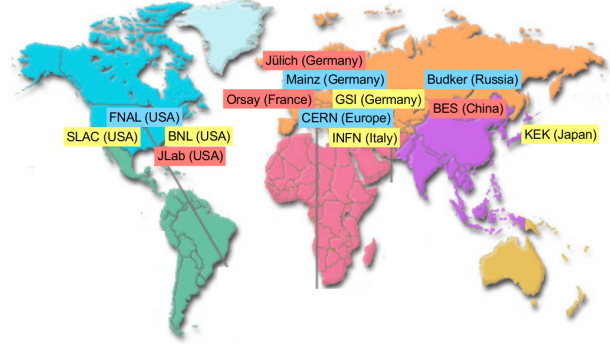 Jülich (Germany)
Mainz (Germany)
Budker (Russia)
Orsay (France)
GSI (Germany)
BES (China)
FNAL (USA)
CERN (Europe)
SLAC (USA)
BNL (USA)
INFN (Italy)
KEK (Japan)
JLab (USA)